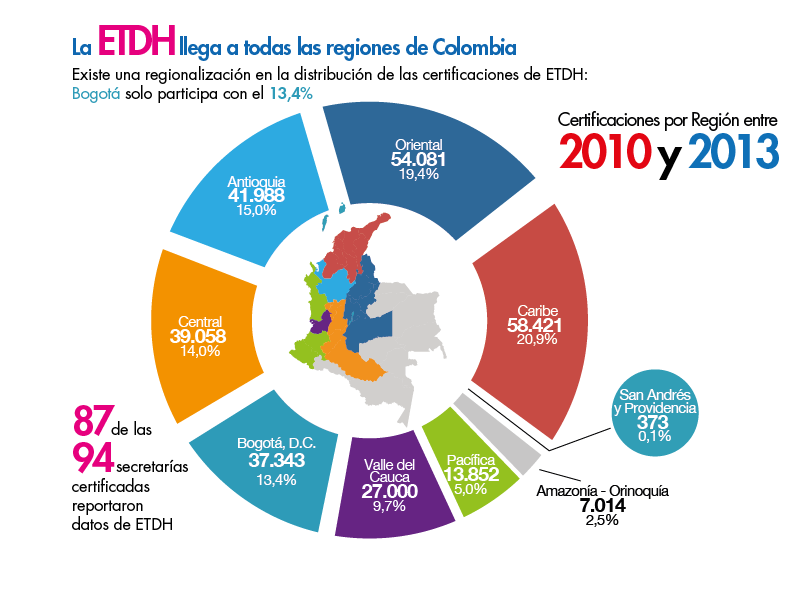 La ETDH llega a todas las regiones de Colombia
Existe una regionalización en la distribución de las certificaciones de ETDH:
Bogotá solo participa con el 13,4%
Certificaciones por Región entre
2010 y 2013
Oriental
54.081
19,4%
Antioquia
41.988
15,0%
Caribe
58.421
20,9%
Central
39.058
14,0%
San Andrés
y Providencia
373
0,1%
Bogotá, D.C.
37.343
13,4%
Valle del
Cauca
27.000
9,7%
Pacífica
13.852
5,0%
Amazonía - Orinoquía
7.014
2,5%
87 de las
94 secretarías
certificadas
reportaron
datos de ETDH